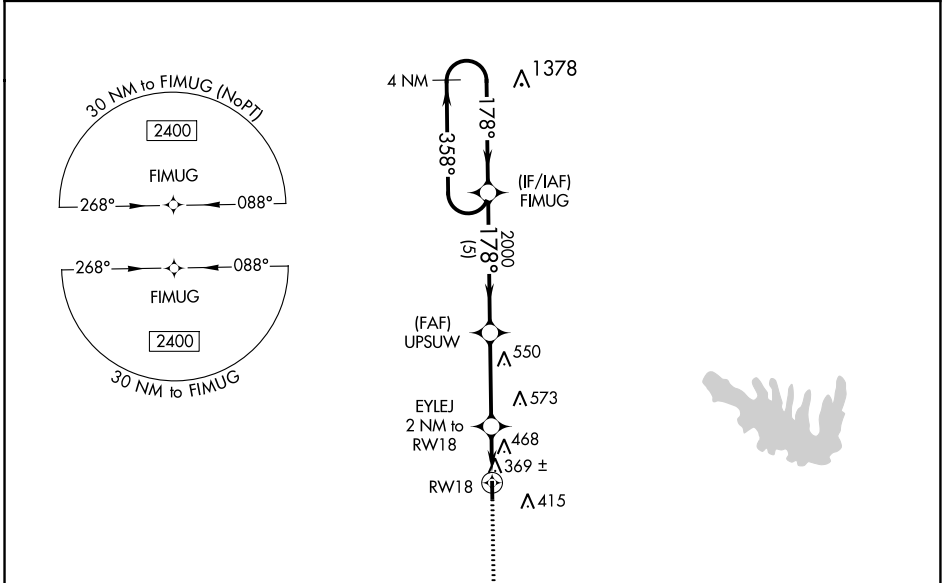 30 NM to FIMUG (NoPT)
2400
FIMUG
268°
088°
268°
088°
FIMUG
2400
30 NM to FIMUG
4 NM
1378
178°
358°
(IF/IAF)
FIMUG
2000
178°
(5)
(FAF)
UPSUW
550
573
EYLEJ
2 NM to
RW18
468
369 ±
RW18
415